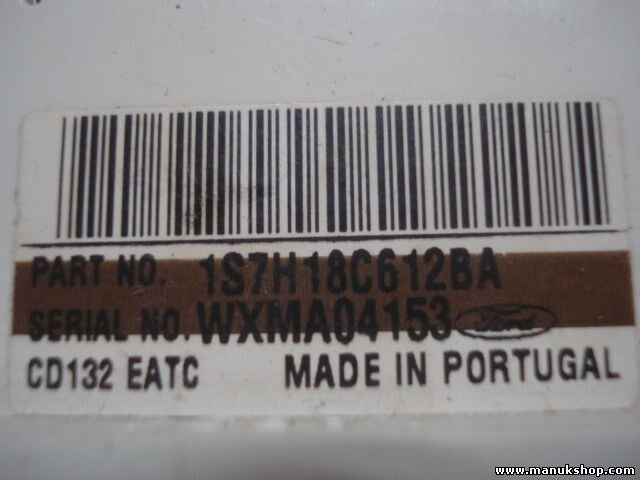 PART NO. 1S7H18C612BA
SERIAL NO. WXMA04153 Ford
CD132 EATC MADE IN PORTUGAL
www.manukshop.com